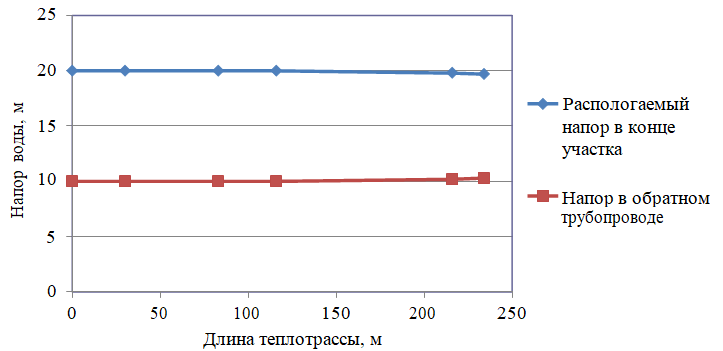 25
20
15
10
5
0
Напор воды, м
0
50
100
150
200
250
Длина теплотрассы, м
Распологаемый
напор в конце
участка
Напор в обратном
трубопроводе